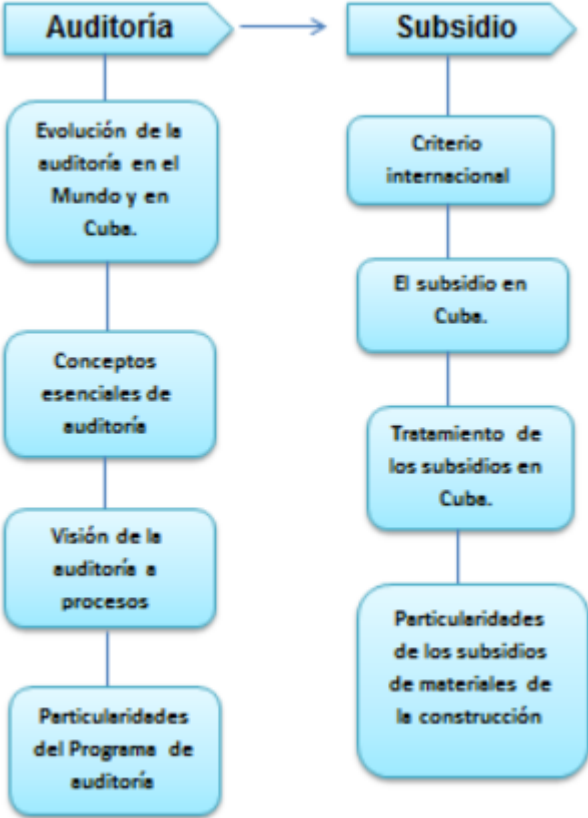 Auditoría
Evolución de la
auditoría en el
Mundo y en
Cuba.
Conceptos
esenciales de
auditoría
Visión de la
auditoría a
procesos
Particularidades
del Programa de
auditoría
Subsidio
Criterio
internacional
El subsidio en
Cuba.
Tratamiento de
los subsidios en
Cuba.
Particularidades
de los subsidios
de materiales de
la construcción